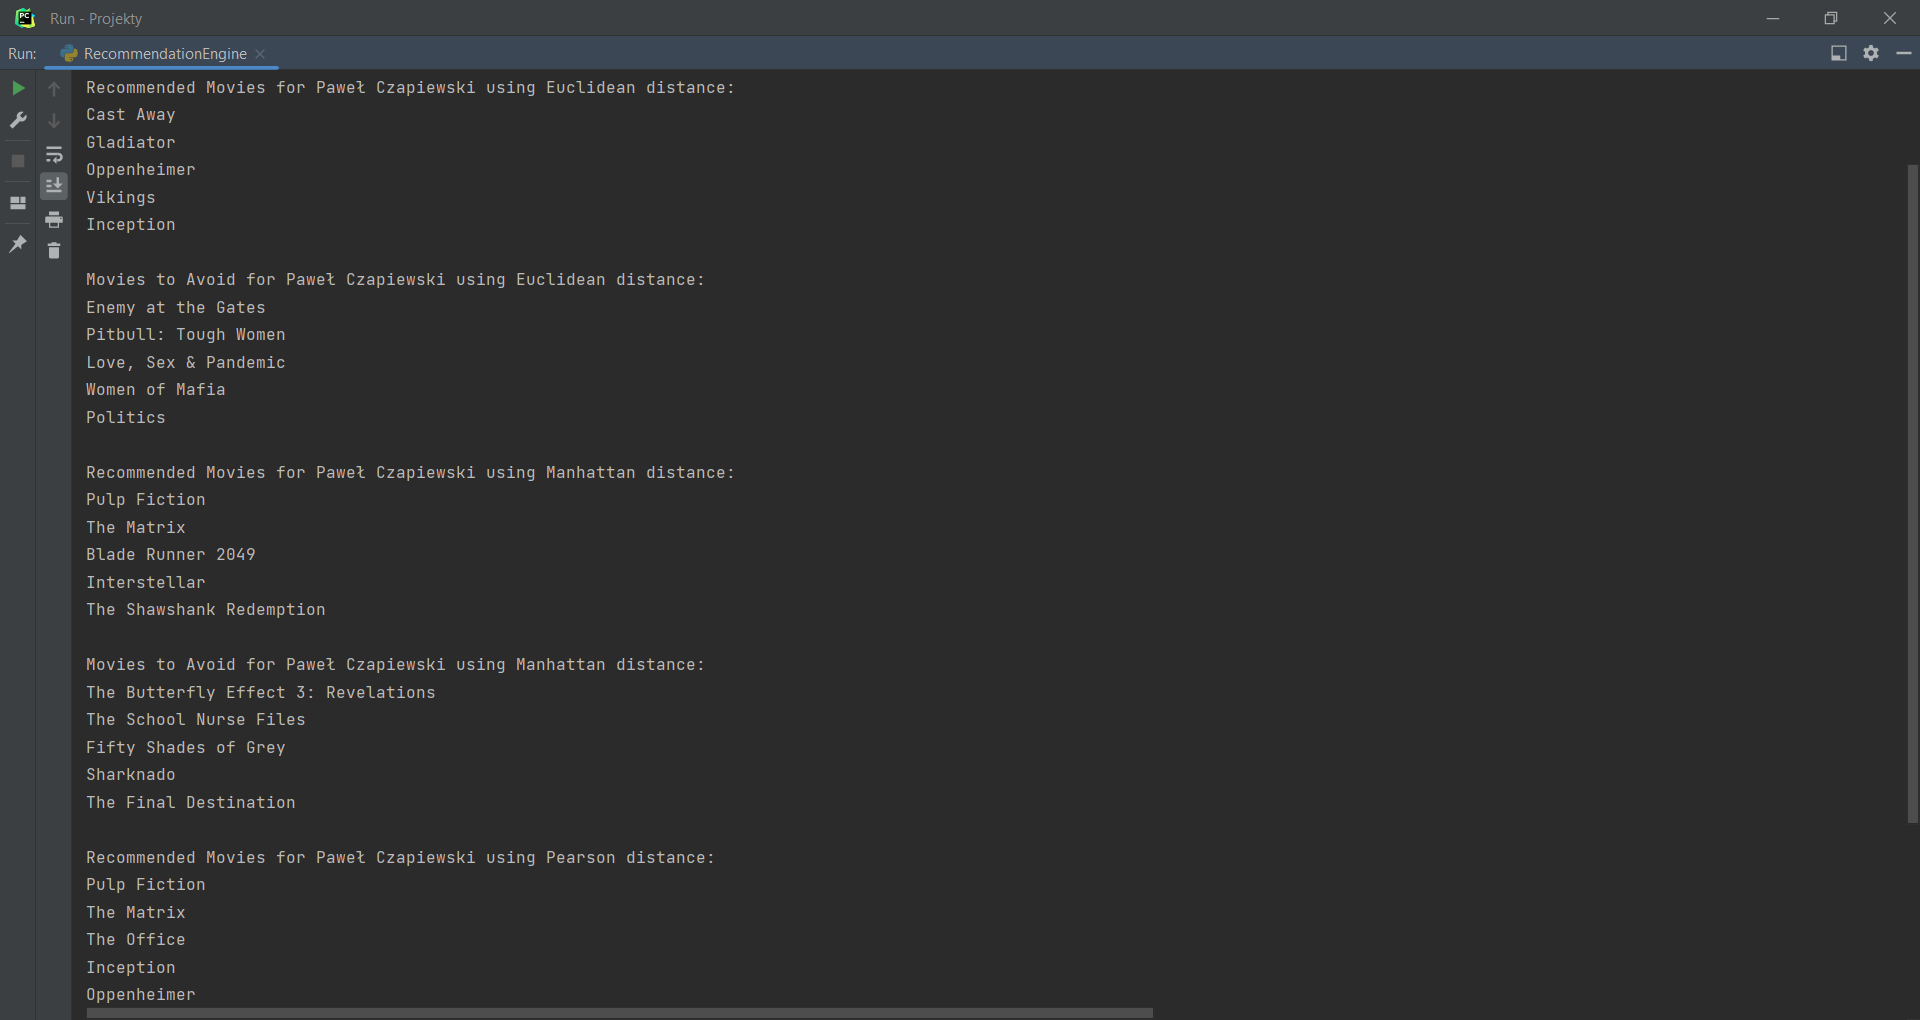 Run - Projekty
Run: RecommendationEngine
Recommended Movies for Paweł Czapiewski using Euclidean distance:
Cast Away
Gladiator
Oppenheimer
Vikings
Inception

Movies to Avoid for Paweł Czapiewski using Euclidean distance:
Enemy at the Gates
Pitbull: Tough Women
Love, Sex & Pandemic
Women of Mafia
Politics

Recommended Movies for Paweł Czapiewski using Manhattan distance:
Pulp Fiction
The Matrix
Blade Runner 2049
Interstellar
The Shawshank Redemption

Movies to Avoid for Paweł Czapiewski using Manhattan distance:
The Butterfly Effect 3: Revelations
The School Nurse Files
Fifty Shades of Grey
Sharknado
The Final Destination

Recommended Movies for Paweł Czapiewski using Pearson distance:
Pulp Fiction
The Matrix
The Office
Inception
Oppenheimer